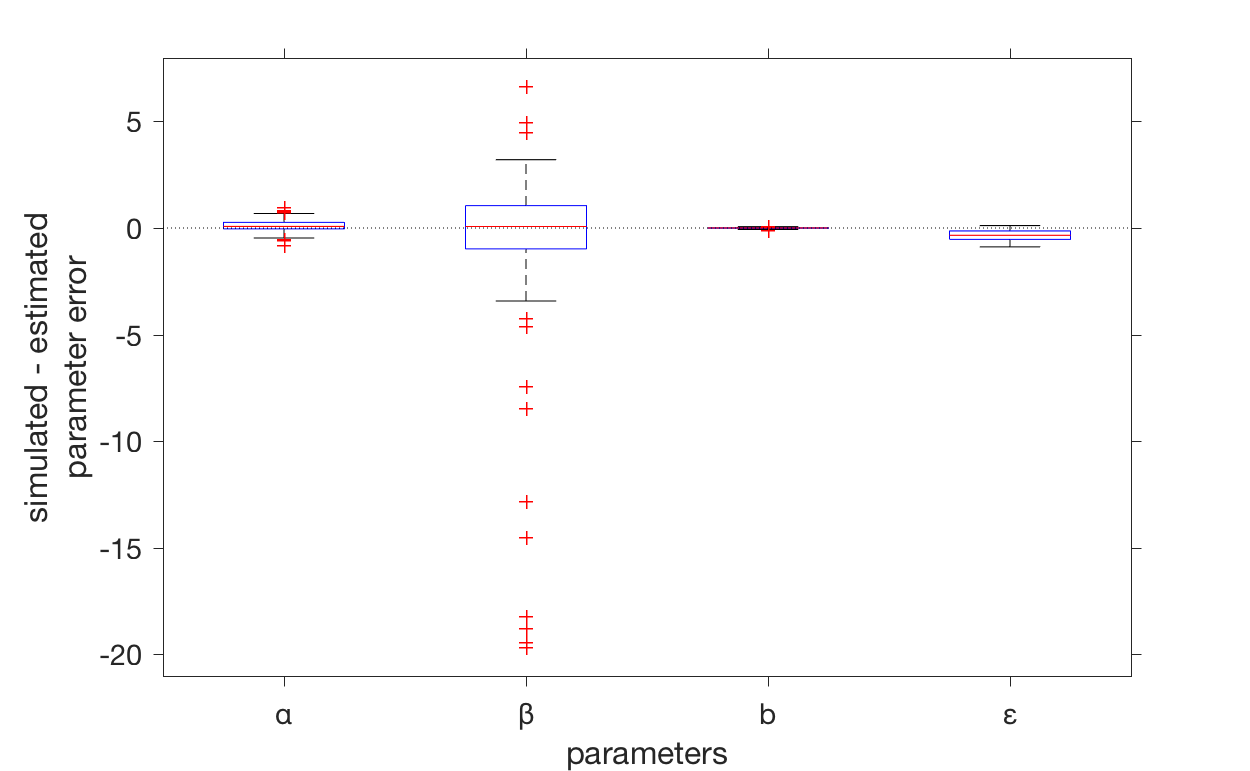 simulated - estimated
parameter error
5
0
-5
-10
-15
-20
α
β
b
ε
parameters